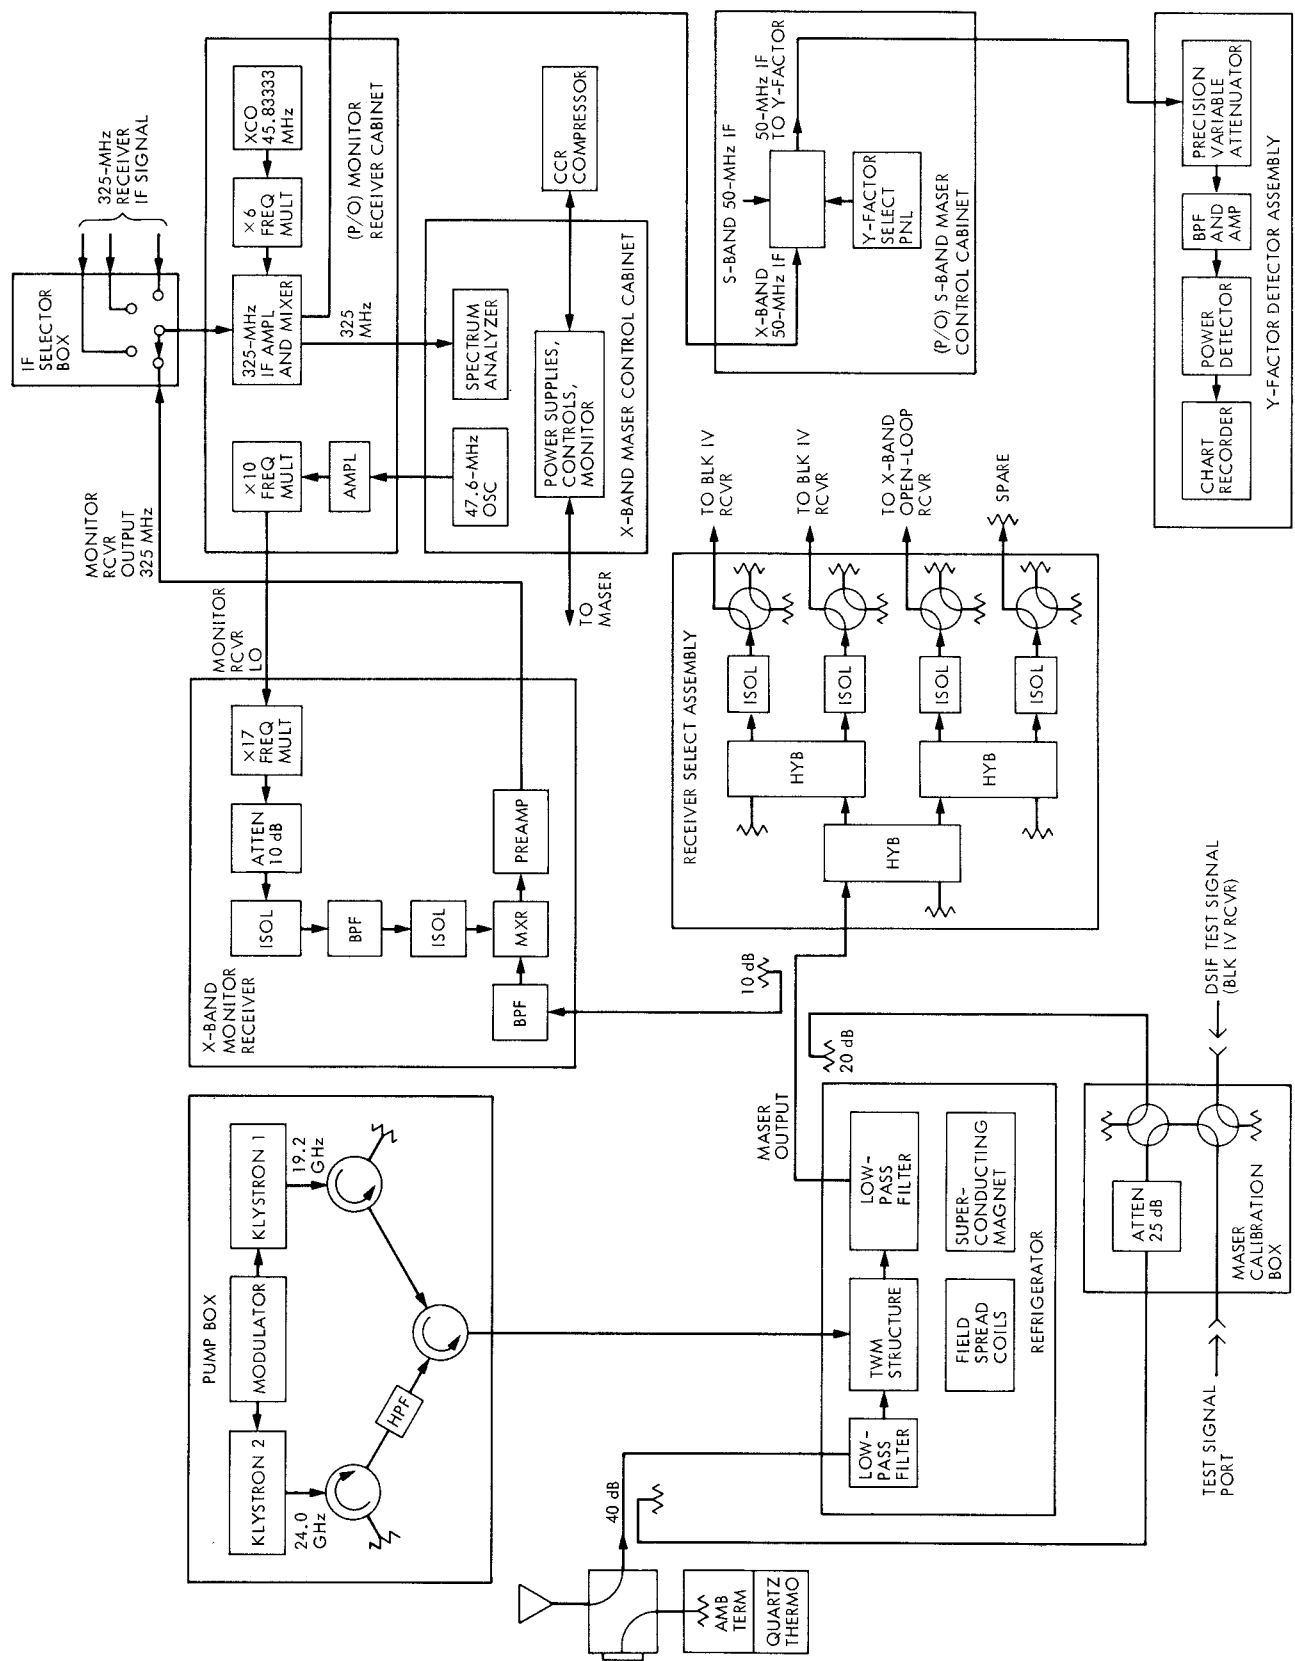 PUMP BOX
KLYSTRON 2
MODULATOR
KLYSTRON 1
24.0
GHz
19.2
GHz
HPF
X-BAND
MONITOR
RECEIVER
ISOL
ATTEN
10 dB
×17
FREQ
MULT
BPF
ISOL
BPF
MXR
PREAMP
MONITOR
RCVR
LO
MONITOR
RCVR
OUTPUT
325 MHz
IF
SELECTOR
BOX
325-MHz
RECEIVER
IF SIGNAL
×10
FREQ
MULT
AMPL
325-MHz
IF AMPL
AND MIXER
×6
FREQ
MULT
XCO
45.83333
MHz
(P/O) MONITOR
RECEIVER CABINET
325
MHz
47.6-MHz
OSC
SPECTRUM
ANALYZER
POWER SUPPLIES,
CONTROLS,
MONITOR
X-BAND MASER CONTROL CABINET
TO
MASER
CCR
COMPRESSOR
40 dB
AMB
TERM
QUARTZ
THERMO
LOW-
PASS
FILTER
TWM
STRUCTURE
LOW-
PASS
FILTER
FIELD
SPREAD
COILS
SUPER-
CONDUCTING
MAGNET
REFRIGERATOR
MASER
OUTPUT
20 dB
10 dB
RECEIVER SELECT ASSEMBLY
HYB
HYB
HYB
ISOL
ISOL
ISOL
ISOL
TO BLK IV
RCVR
TO BLK IV
RCVR
TO X-BAND
OPEN-LOOP
RCVR
SPARE
S-BAND 50-MHz IF
X-BAND
50-MHz IF
50-MHz IF
TO Y-FACTOR
Y-FACTOR
SELECT
PNL
(P/O) S-BAND MASER
CONTROL CABINET
ATTEN
25 dB
MASER
CALIBRATION
BOX
TEST SIGNAL
PORT
DSIF TEST SIGNAL
(BLK IV RCVR)
CHART
RECORDER
POWER
DETECTOR
BPF
AND
AMP
PRECISION
VARIABLE
ATTENUATOR
Y-FACTOR DETECTOR ASSEMBLY